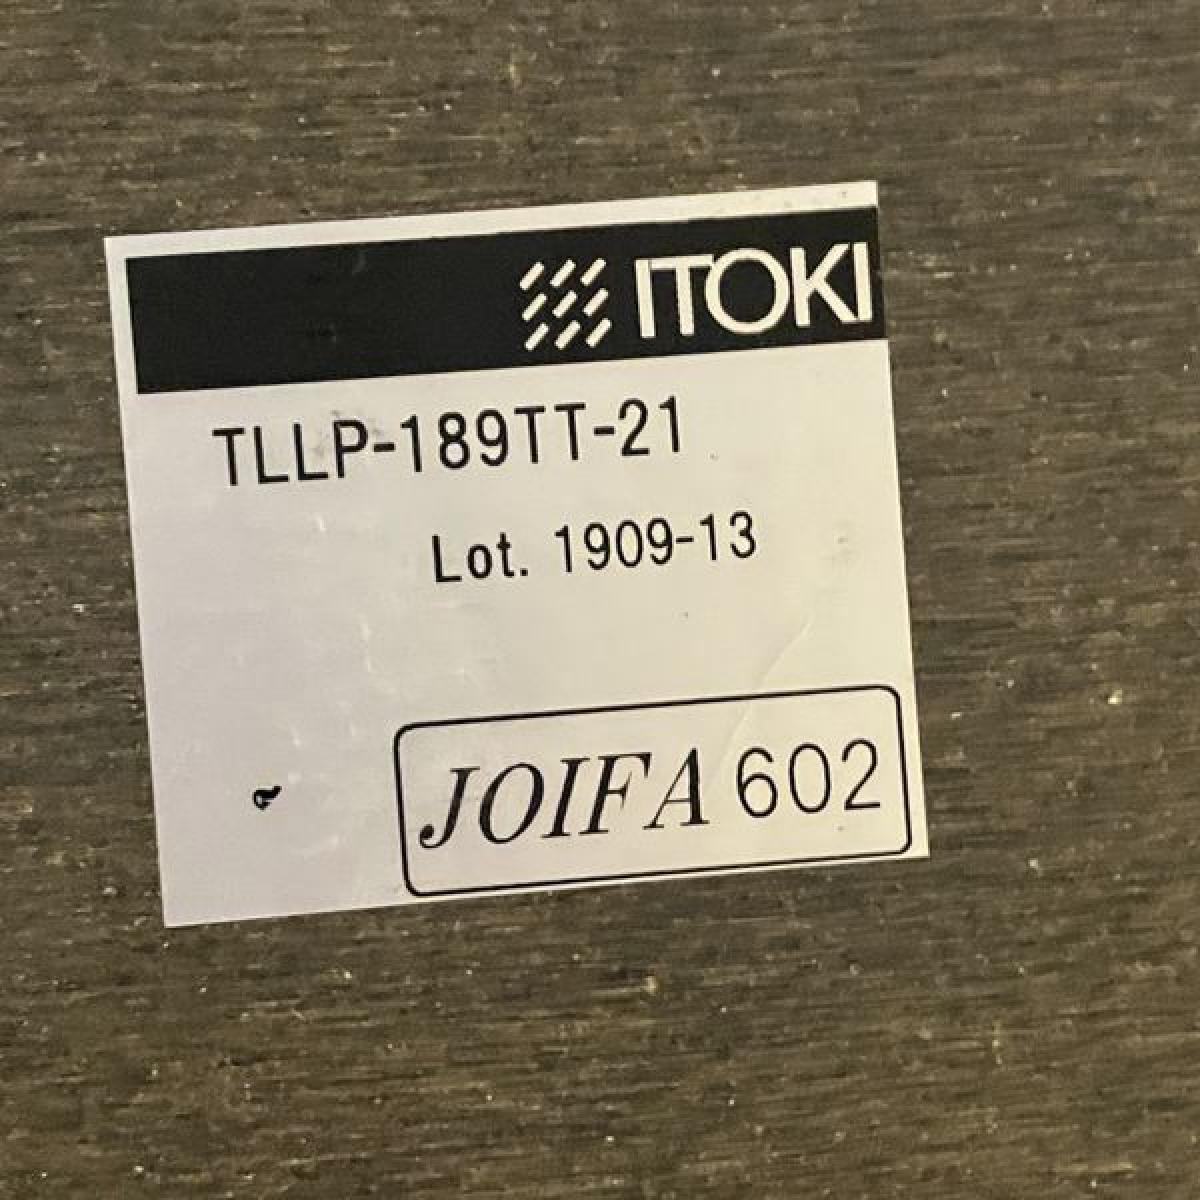 ITOKI
TLLP-189TT-21
Lot. 1909-13
JOIFA 602